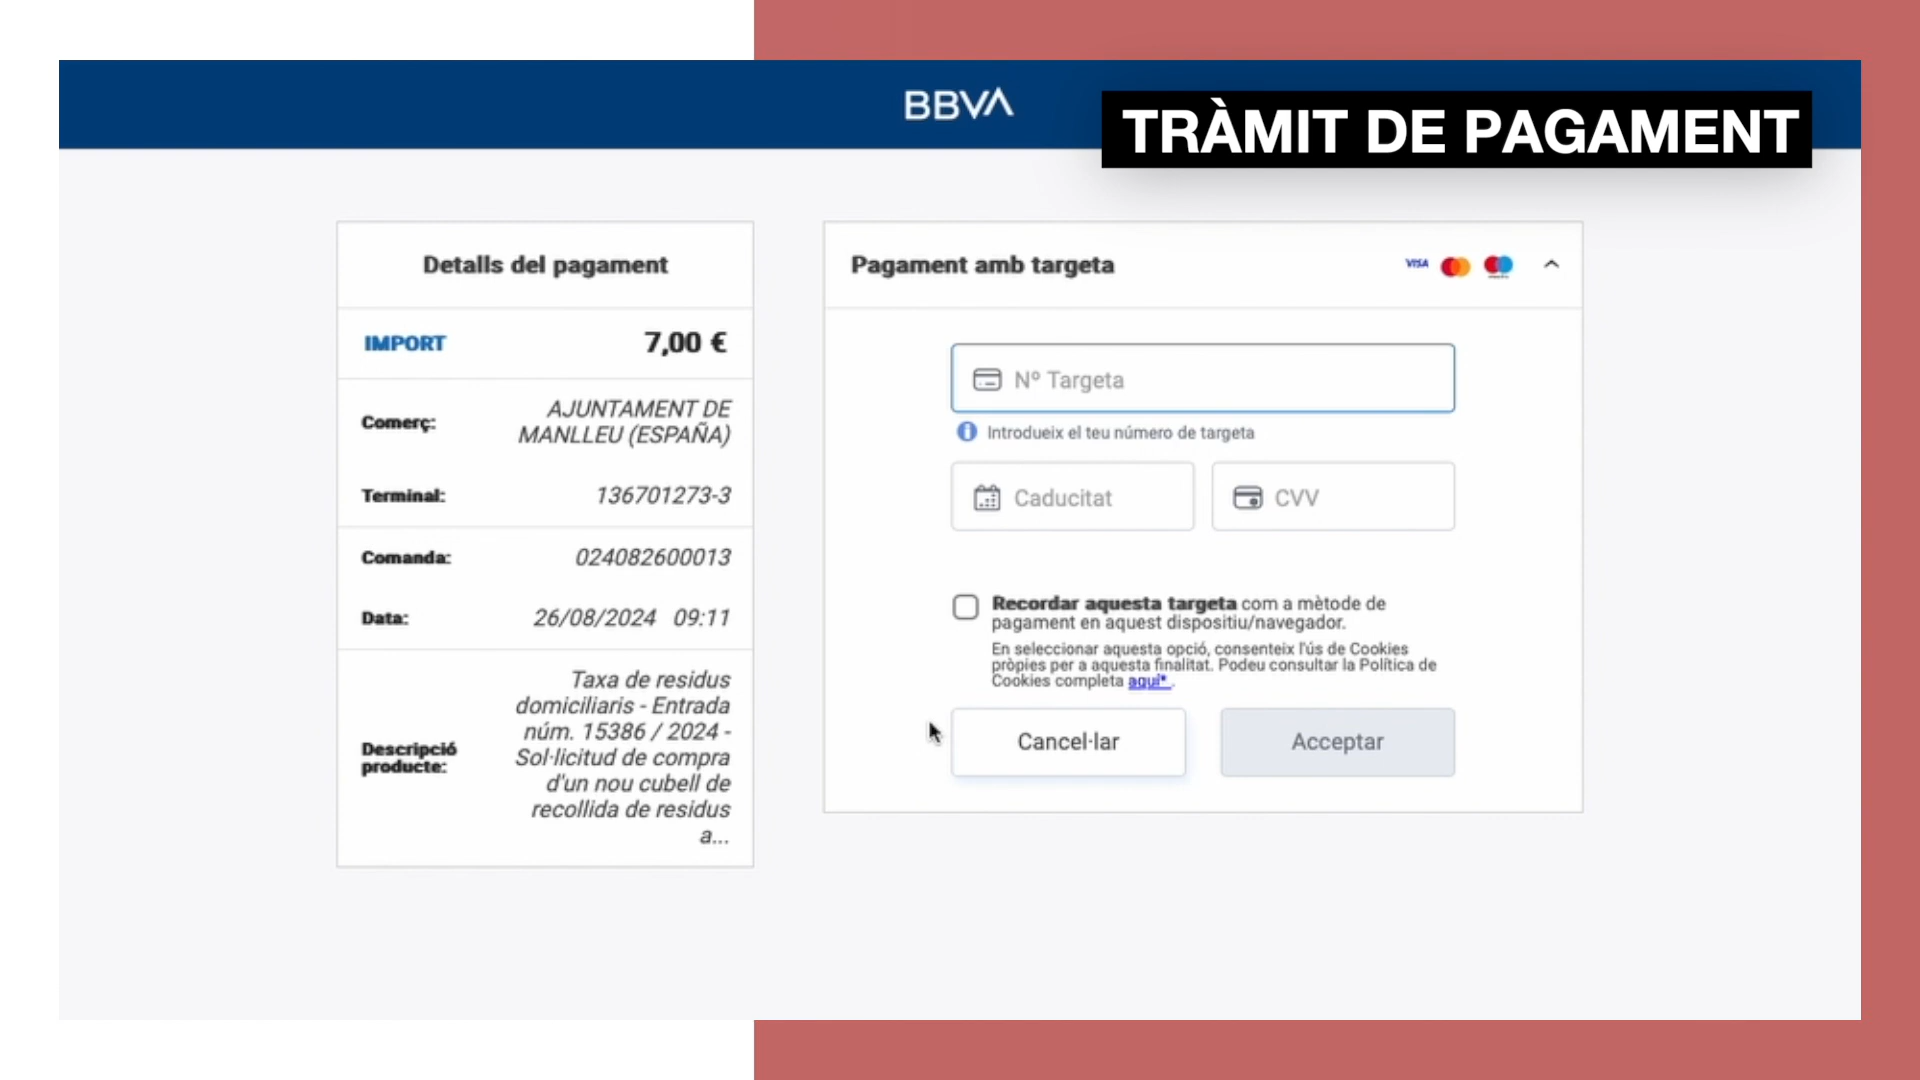 BBVA
TRÀMIT DE PAGAMENT
Detalls del pagament
IMPORT 7,00 €
Comerç: AJUNTAMENT DE
MANLLEU (ESPAÑA)
Terminal: 136701273-3
Comanda: 024082600013
Data: 26/08/2024 09:11
Descripció
producte:
Taxa de residus
domiciliaris - Entrada
núm. 15386 / 2024 -
Sol·licitud de compra
d'un nou cubell de
recollida de residus
a...
Pagament amb targeta
VISA
Nº Targeta
Introdueix el teu número de targeta
Caducitat CVV
Recordar aquesta targeta com a mètode de
pagament en aquest dispositiu/navegador.
En seleccionar aquesta opció, consenteix l'ús de Cookies
pròpies per a aquesta finalitat. Podeu consultar la Política de
Cookies completa aquí* .
Cancel·lar Acceptar